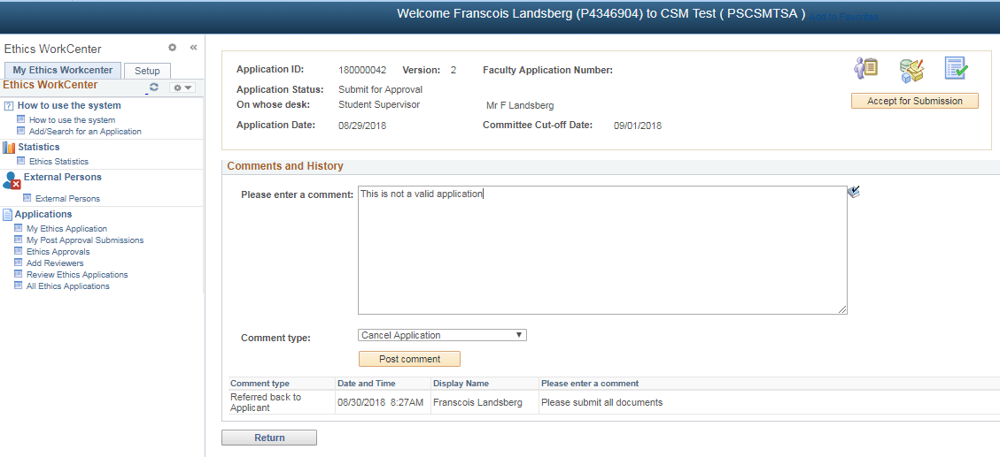 Welcome Franscois Landsberg (P4346904) to CSM Test ( PSCSMTSA )
Add to Favorites
Ethics WorkCenter
«
My Ethics Workcenter
Setup
Ethics WorkCenter
How to use the system
How to use the system
Add/Search for an Application
Statistics
Ethics Statistics
External Persons
External Persons
Applications
My Ethics Application
My Post Approval Submissions
Ethics Approvals
Add Reviewers
Review Ethics Applications
All Ethics Applications
Application ID: 180000042 Version: 2 Faculty Application Number:
Application Status: Submit for Approval
On whose desk: Student Supervisor Mr F Landsberg
Application Date: 08/29/2018 Committee Cut-off Date: 09/01/2018
Accept for Submission
Comments and History
Please enter a comment: This is not a valid application
Comment type: Cancel Application
Post comment
Comment type Date and Time Display Name Please enter a comment
Referred back to Applicant 08/30/2018 8:27AM Franscois Landsberg Please submit all documents
Return